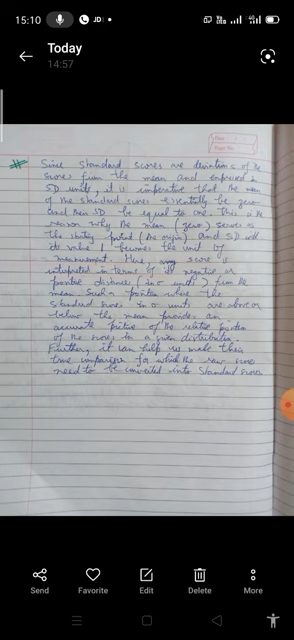 15:10
Today
14:57
Since standard scores are deviations of the
scores from the mean and expressed in
SD units, it is imperative that the mean
of the standard scores essentially be zero
and their SD be equal to one. This is the
reason why the mean (zero) serves as
the starting point (the origin) and SD with
its value 1 becomes the unit of
measurement. Here, any score is
interpreted in terms of its negative or
positive distances (in σ units) from the
mean. Such a position where the
standard scores in σ units are above or
below the mean provides an
accurate picture of the relative position
of the scores in a given distribution.
Further, it can help us make their
true comparison for which the raw scores
need to be converted into standard scores
Send
Favorite
Edit
Delete
More